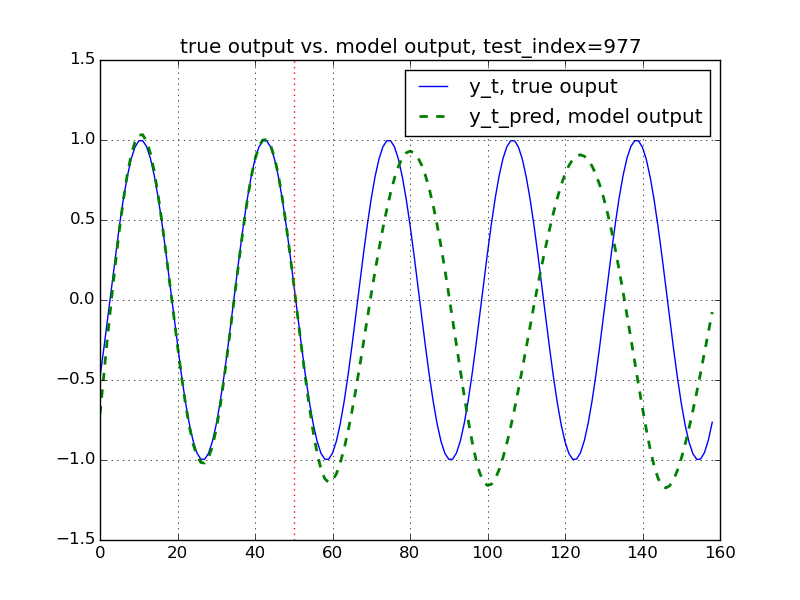 true output vs. model output, test_index=977
1.5
1.0
0.5
0.0
−0.5
−1.0
−1.5
y_t, true ouput
y_t_pred, model output
0 20 40 60 80 100 120 140 160